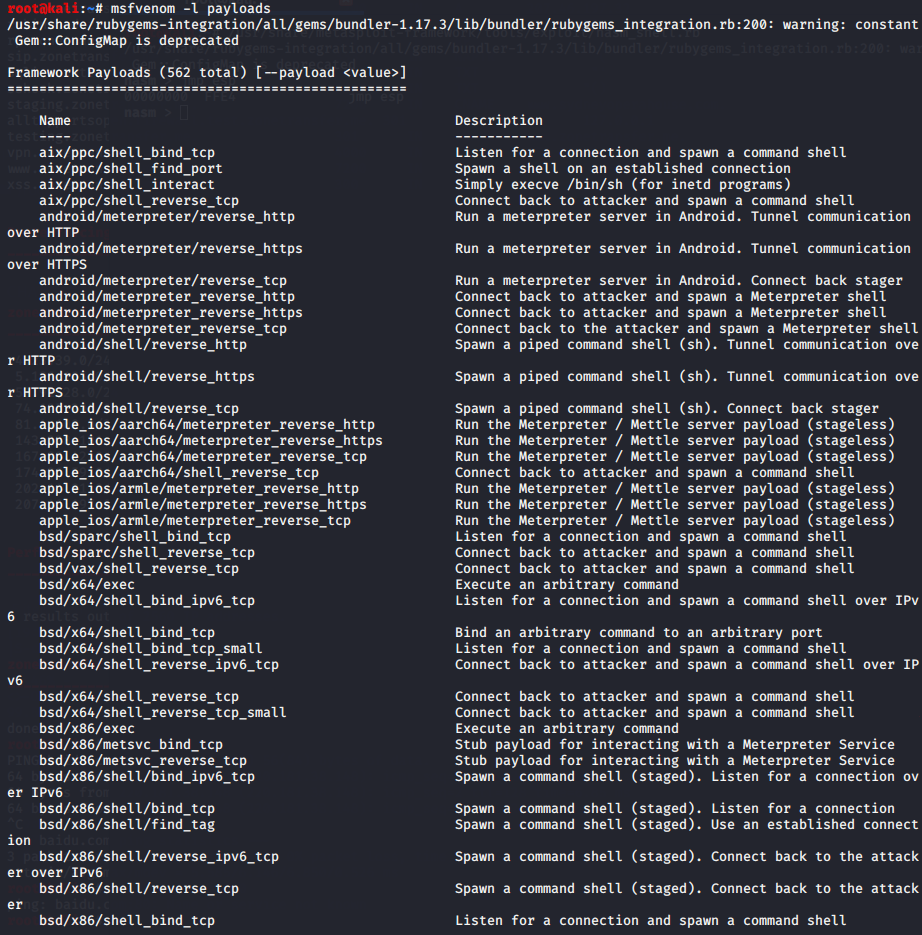 root@kali:~# msfvenom -l payloads
/usr/share/rubygems-integration/all/gems/bundler-1.17.3/lib/bundler/rubygems_integration.rb:200: warning: constant
Gem::ConfigMap is deprecated
Framework Payloads (562 total) [--payload <value>]
==================================================
Name Description
---- -----------
aix/ppc/shell_bind_tcp Listen for a connection and spawn a command shell
aix/ppc/shell_find_port Spawn a shell on an established connection
aix/ppc/shell_interact Simply execve /bin/sh (for inetd programs)
aix/ppc/shell_reverse_tcp Connect back to attacker and spawn a command shell
android/meterpreter/reverse_http Run a meterpreter server in Android. Tunnel communication
over HTTP
android/meterpreter/reverse_https Run a meterpreter server in Android. Tunnel communication
over HTTPS
android/meterpreter/reverse_tcp Run a meterpreter server in Android. Connect back stager
android/meterpreter_reverse_http Connect back to attacker and spawn a Meterpreter shell
android/meterpreter_reverse_https Connect back to attacker and spawn a Meterpreter shell
android/meterpreter_reverse_tcp Connect back to the attacker and spawn a Meterpreter shell
android/shell/reverse_http Spawn a piped command shell (sh). Tunnel communication ove
r HTTP
android/shell/reverse_https Spawn a piped command shell (sh). Tunnel communication ove
r HTTPS
android/shell/reverse_tcp Spawn a piped command shell (sh). Connect back stager
apple_ios/aarch64/meterpreter_reverse_http Run the Meterpreter / Mettle server payload (stageless)
apple_ios/aarch64/meterpreter_reverse_https Run the Meterpreter / Mettle server payload (stageless)
apple_ios/aarch64/meterpreter_reverse_tcp Run the Meterpreter / Mettle server payload (stageless)
apple_ios/aarch64/shell_reverse_tcp Connect back to attacker and spawn a command shell
apple_ios/armle/meterpreter_reverse_http Run the Meterpreter / Mettle server payload (stageless)
apple_ios/armle/meterpreter_reverse_https Run the Meterpreter / Mettle server payload (stageless)
apple_ios/armle/meterpreter_reverse_tcp Run the Meterpreter / Mettle server payload (stageless)
bsd/sparc/shell_bind_tcp Listen for a connection and spawn a command shell
bsd/sparc/shell_reverse_tcp Connect back to attacker and spawn a command shell
bsd/vax/shell_reverse_tcp Connect back to attacker and spawn a command shell
bsd/x64/exec Execute an arbitrary command
bsd/x64/shell_bind_ipv6_tcp Listen for a connection and spawn a command shell over IPv
6
bsd/x64/shell_bind_tcp Bind an arbitrary command to an arbitrary port
bsd/x64/shell_bind_tcp_small Listen for a connection and spawn a command shell
bsd/x64/shell_reverse_ipv6_tcp Connect back to attacker and spawn a command shell over IP
v6
bsd/x64/shell_reverse_tcp Connect back to attacker and spawn a command shell
bsd/x64/shell_reverse_tcp_small Connect back to attacker and spawn a command shell
bsd/x86/exec Execute an arbitrary command
bsd/x86/metsvc_bind_tcp Stub payload for interacting with a Meterpreter Service
bsd/x86/metsvc_reverse_tcp Stub payload for interacting with a Meterpreter Service
bsd/x86/shell/bind_ipv6_tcp Spawn a command shell (staged). Listen for a connection ov
er IPv6
bsd/x86/shell/bind_tcp Spawn a command shell (staged). Listen for a connection
bsd/x86/shell/find_tag Spawn a command shell (staged). Use an established connect
ion
bsd/x86/shell/reverse_ipv6_tcp Spawn a command shell (staged). Connect back to the attack
er over IPv6
bsd/x86/shell/reverse_tcp Spawn a command shell (staged). Connect back to the attack
er
bsd/x86/shell_bind_tcp Listen for a connection and spawn a command shell